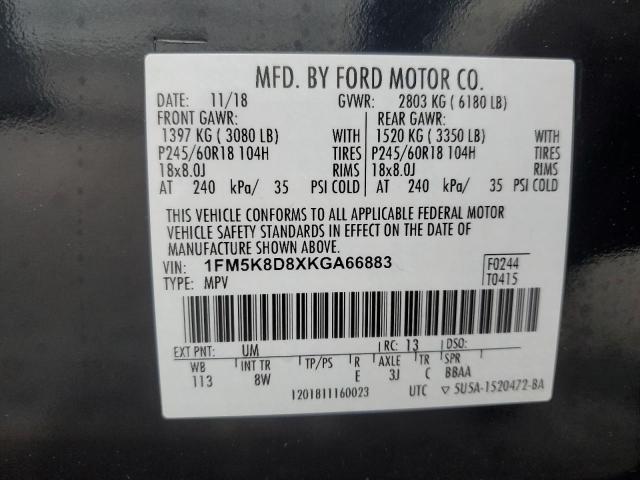 MFD. BY FORD MOTOR CO.
DATE: 11/18 GVWR: 2803 KG ( 6180 LB)
FRONT GAWR: REAR GAWR:
1397 KG ( 3080 LB) WITH 1520 KG ( 3350 LB) WITH
P245/60R18 104H TIRES P245/60R18 104H TIRES
18x8.0J RIMS 18x8.0J RIMS
AT 240 kPa/ 35 PSI COLD AT 240 kPa/ 35 PSI COLD
THIS VEHICLE CONFORMS TO ALL APPLICABLE FEDERAL MOTOR
VEHICLE SAFETY STANDARDS IN EFFECT ON THE DATE OF
MANUFACTURE SHOWN ABOVE.
VIN: 1FM5K8D8XKGA66883 F0244
TYPE: MPV T0415
EXT PNT: UM RC: 13 DSO:
WB INT TR TP/PS R AXLE TR SPR
113 8W E 3J C BBAA
1201811160023 UTC ▽ 5USA-1520472-BA